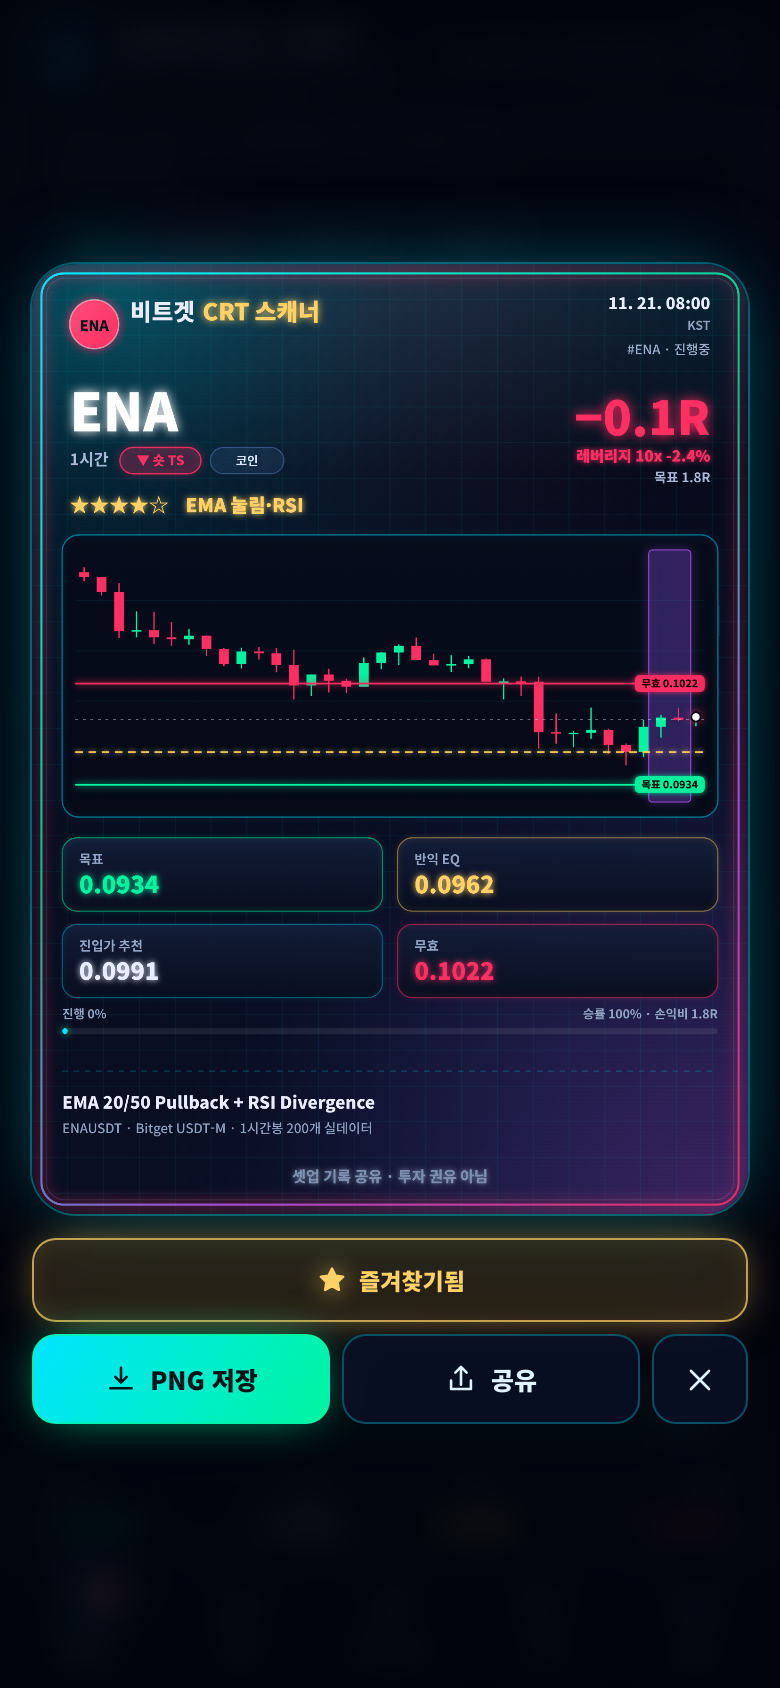 ENA
비트겟 CRT 스캐너
11. 21. 08:00
KST
#ENA · 진행중
ENA
−0.1R
1시간
▼ 숏 TS
코인
레버리지 10x -2.4%
목표 1.8R
★★★★☆ EMA 눌림·RSI
무효 0.1022
목표 0.0934
목표
0.0934
반익 EQ
0.0962
진입가 추천
0.0991
무효
0.1022
진행 0%
승률 100% · 손익비 1.8R
EMA 20/50 Pullback + RSI Divergence
ENAUSDT · Bitget USDT-M · 1시간봉 200개 실데이터
셋업 기록 공유 · 투자 권유 아님
즐겨찾기됨
PNG 저장
공유